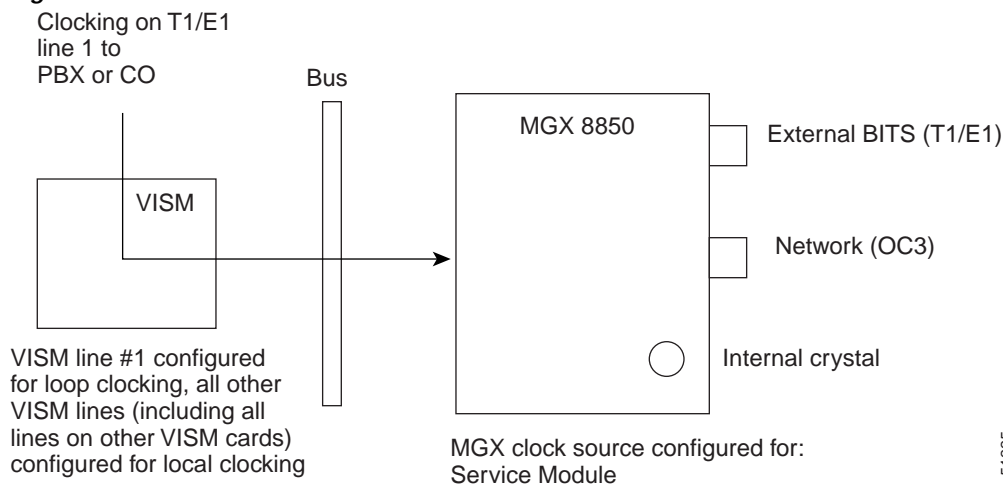 Clocking on T1/E1
line 1 to
PBX or CO
Bus
MGX 8850
External BITS (T1/E1)
VISM
Network (OC3)
Internal crystal
VISM line #1 configured
for loop clocking, all other
VISM lines (including all
lines on other VISM cards)
configured for local clocking
MGX clock source configured for:
Service Module